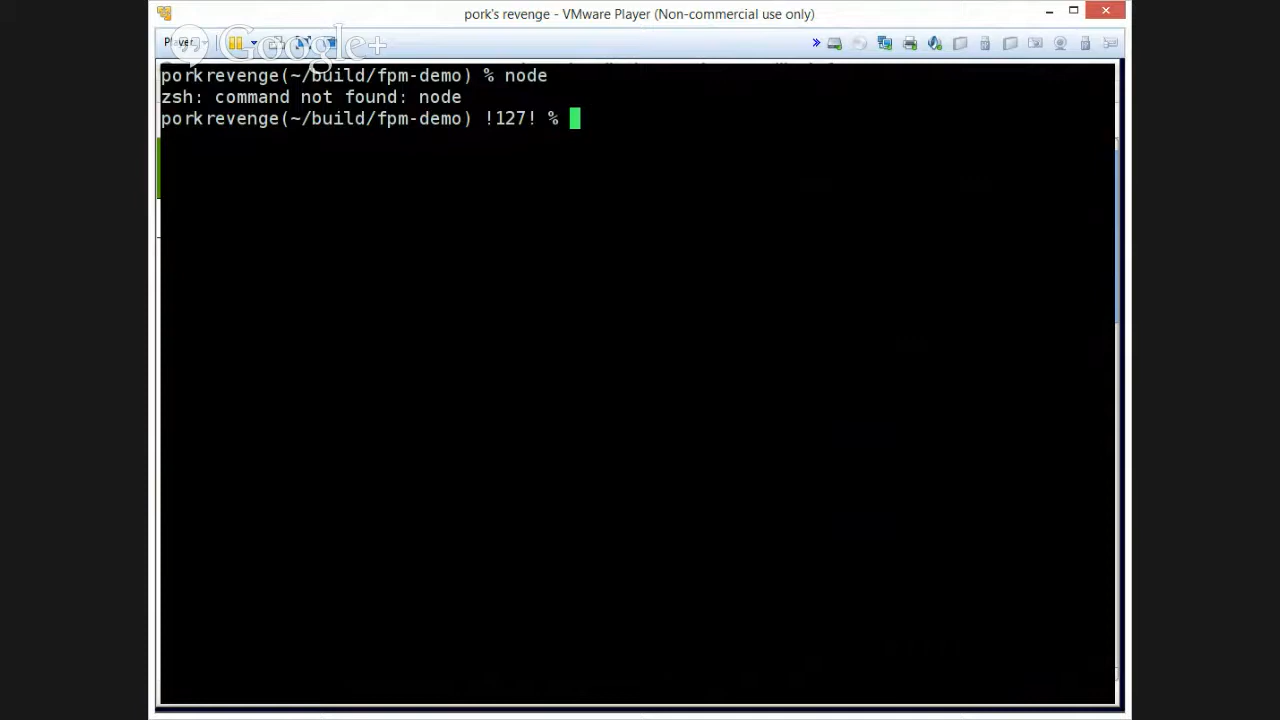 pork's revenge - VMware Player (Non-commercial use only)
Player
Google+
porkrevenge(~/build/fpm-demo) % node
zsh: command not found: node
porkrevenge(~/build/fpm-demo) !127! %